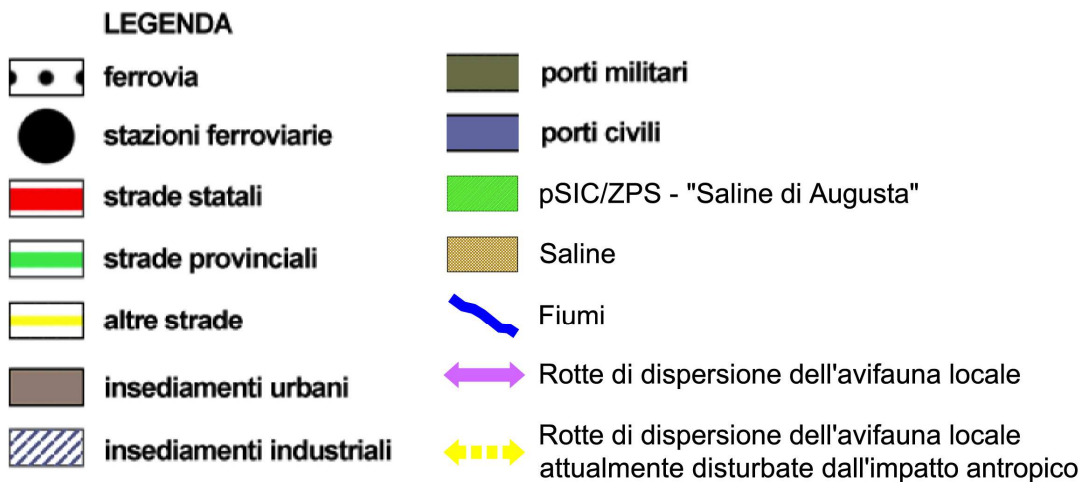 LEGENDA
ferrovia
stazioni ferroviarie
strade statali
strade provinciali
altre strade
insediamenti urbani
insediamenti industriali
porti militari
porti civili
pSIC/ZPS - "Saline di Augusta"
Saline
Fiumi
Rotte di dispersione dell'avifauna locale
Rotte di dispersione dell'avifauna locale
attualmente disturbate dall'impatto antropico